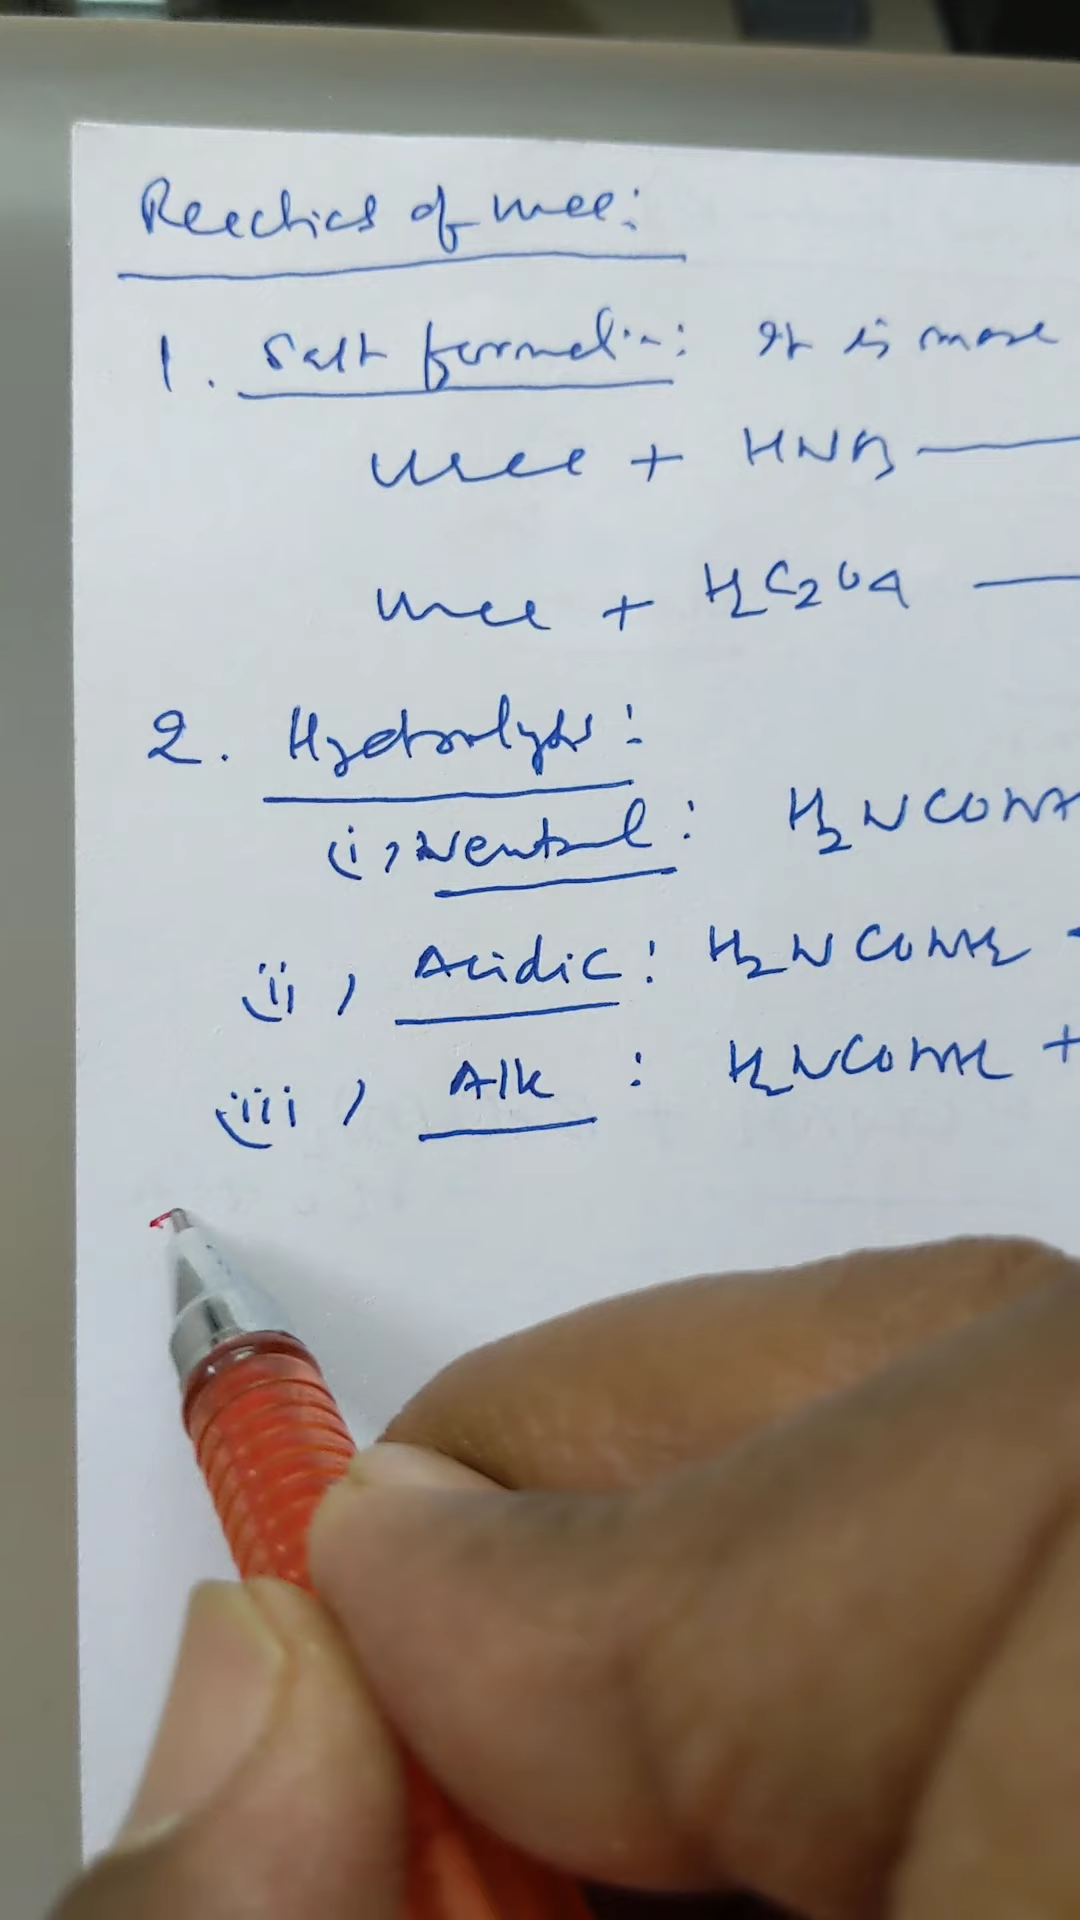 Reactions of urea:
1. Salt formation: It is more
Urea + HNO3
urea + H2C2O4
2. Hydrolysis:
(i), Neutral: H2NCONH
(ii), Acidic: H2NCONH2
(iii), Alk : H2NCONH2 +